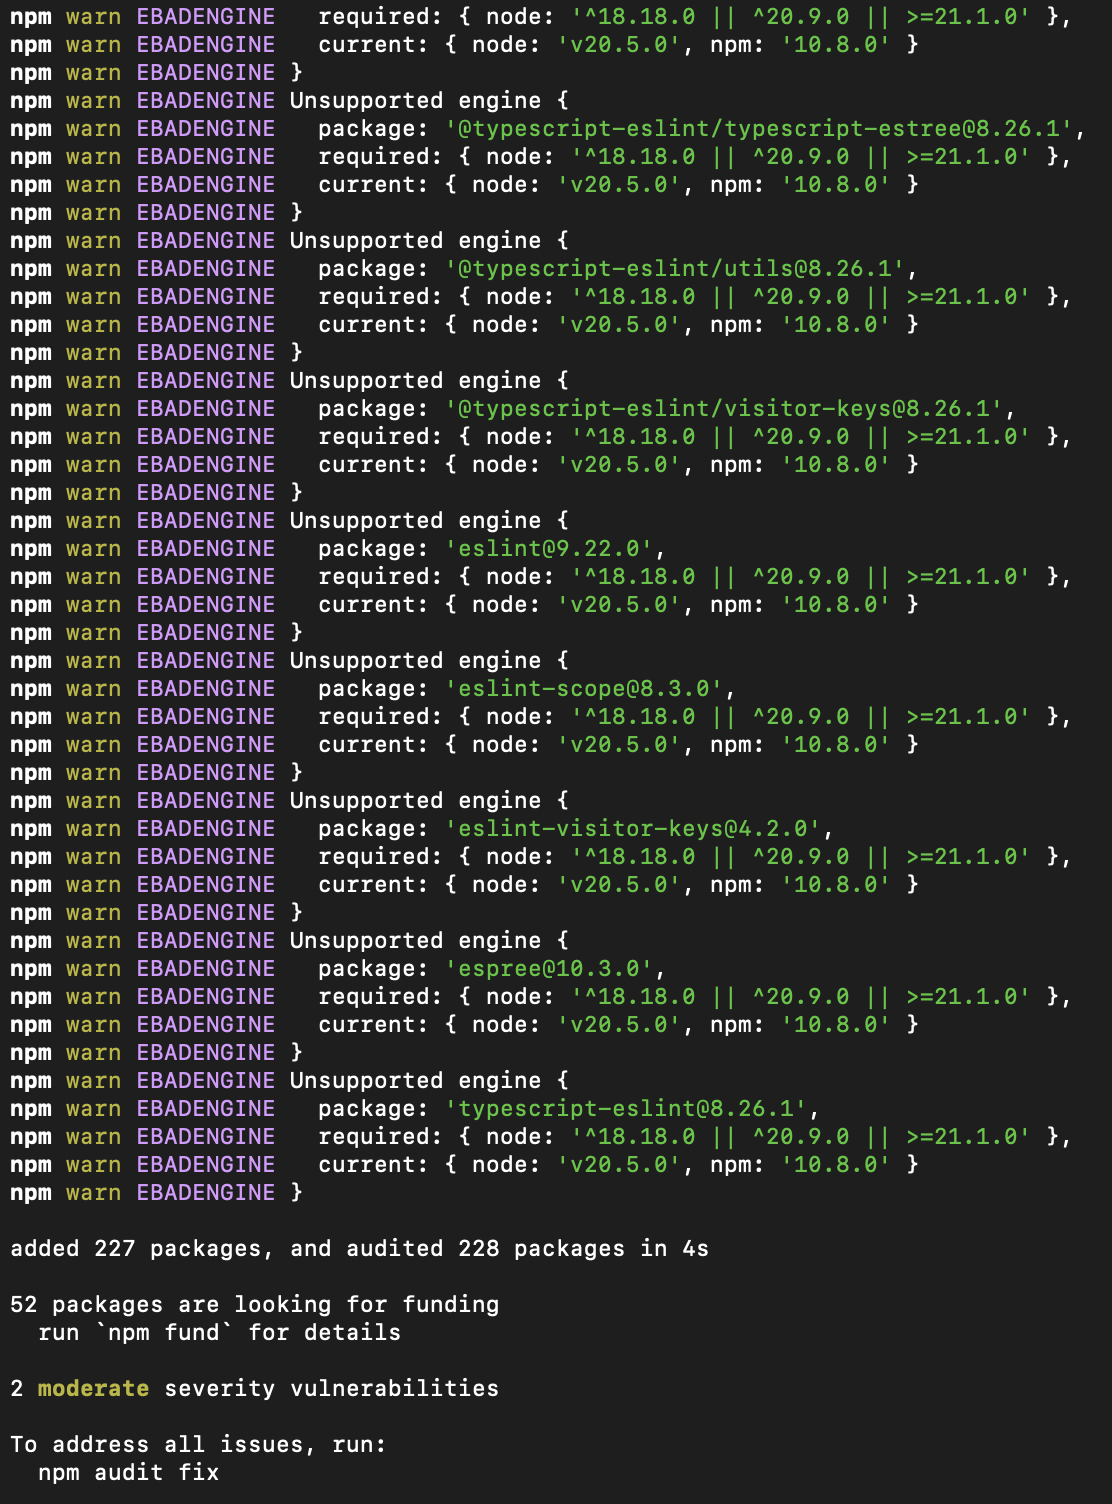 npm warn EBADENGINE   required: { node: '^18.18.0 || ^20.9.0 || >=21.1.0' },
npm warn EBADENGINE   current: { node: 'v20.5.0', npm: '10.8.0' }
npm warn EBADENGINE }
npm warn EBADENGINE Unsupported engine {
npm warn EBADENGINE   package: '@typescript-eslint/typescript-estree@8.26.1',
npm warn EBADENGINE   required: { node: '^18.18.0 || ^20.9.0 || >=21.1.0' },
npm warn EBADENGINE   current: { node: 'v20.5.0', npm: '10.8.0' }
npm warn EBADENGINE }
npm warn EBADENGINE Unsupported engine {
npm warn EBADENGINE   package: '@typescript-eslint/utils@8.26.1',
npm warn EBADENGINE   required: { node: '^18.18.0 || ^20.9.0 || >=21.1.0' },
npm warn EBADENGINE   current: { node: 'v20.5.0', npm: '10.8.0' }
npm warn EBADENGINE }
npm warn EBADENGINE Unsupported engine {
npm warn EBADENGINE   package: '@typescript-eslint/visitor-keys@8.26.1',
npm warn EBADENGINE   required: { node: '^18.18.0 || ^20.9.0 || >=21.1.0' },
npm warn EBADENGINE   current: { node: 'v20.5.0', npm: '10.8.0' }
npm warn EBADENGINE }
npm warn EBADENGINE Unsupported engine {
npm warn EBADENGINE   package: 'eslint@9.22.0',
npm warn EBADENGINE   required: { node: '^18.18.0 || ^20.9.0 || >=21.1.0' },
npm warn EBADENGINE   current: { node: 'v20.5.0', npm: '10.8.0' }
npm warn EBADENGINE }
npm warn EBADENGINE Unsupported engine {
npm warn EBADENGINE   package: 'eslint-scope@8.3.0',
npm warn EBADENGINE   required: { node: '^18.18.0 || ^20.9.0 || >=21.1.0' },
npm warn EBADENGINE   current: { node: 'v20.5.0', npm: '10.8.0' }
npm warn EBADENGINE }
npm warn EBADENGINE Unsupported engine {
npm warn EBADENGINE   package: 'eslint-visitor-keys@4.2.0',
npm warn EBADENGINE   required: { node: '^18.18.0 || ^20.9.0 || >=21.1.0' },
npm warn EBADENGINE   current: { node: 'v20.5.0', npm: '10.8.0' }
npm warn EBADENGINE }
npm warn EBADENGINE Unsupported engine {
npm warn EBADENGINE   package: 'espree@10.3.0',
npm warn EBADENGINE   required: { node: '^18.18.0 || ^20.9.0 || >=21.1.0' },
npm warn EBADENGINE   current: { node: 'v20.5.0', npm: '10.8.0' }
npm warn EBADENGINE }
npm warn EBADENGINE Unsupported engine {
npm warn EBADENGINE   package: 'typescript-eslint@8.26.1',
npm warn EBADENGINE   required: { node: '^18.18.0 || ^20.9.0 || >=21.1.0' },
npm warn EBADENGINE   current: { node: 'v20.5.0', npm: '10.8.0' }
npm warn EBADENGINE }

added 227 packages, and audited 228 packages in 4s

52 packages are looking for funding
  run `npm fund` for details

2 moderate severity vulnerabilities

To address all issues, run:
  npm audit fix